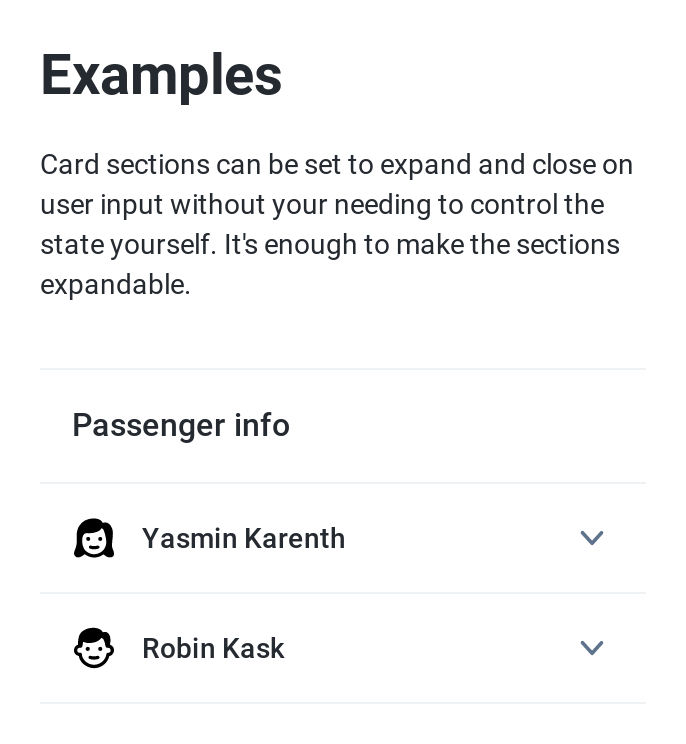 Examples
Card sections can be set to expand and close on
user input without your needing to control the
state yourself. It's enough to make the sections
expandable.
Passenger info
Yasmin Karenth
Robin Kask